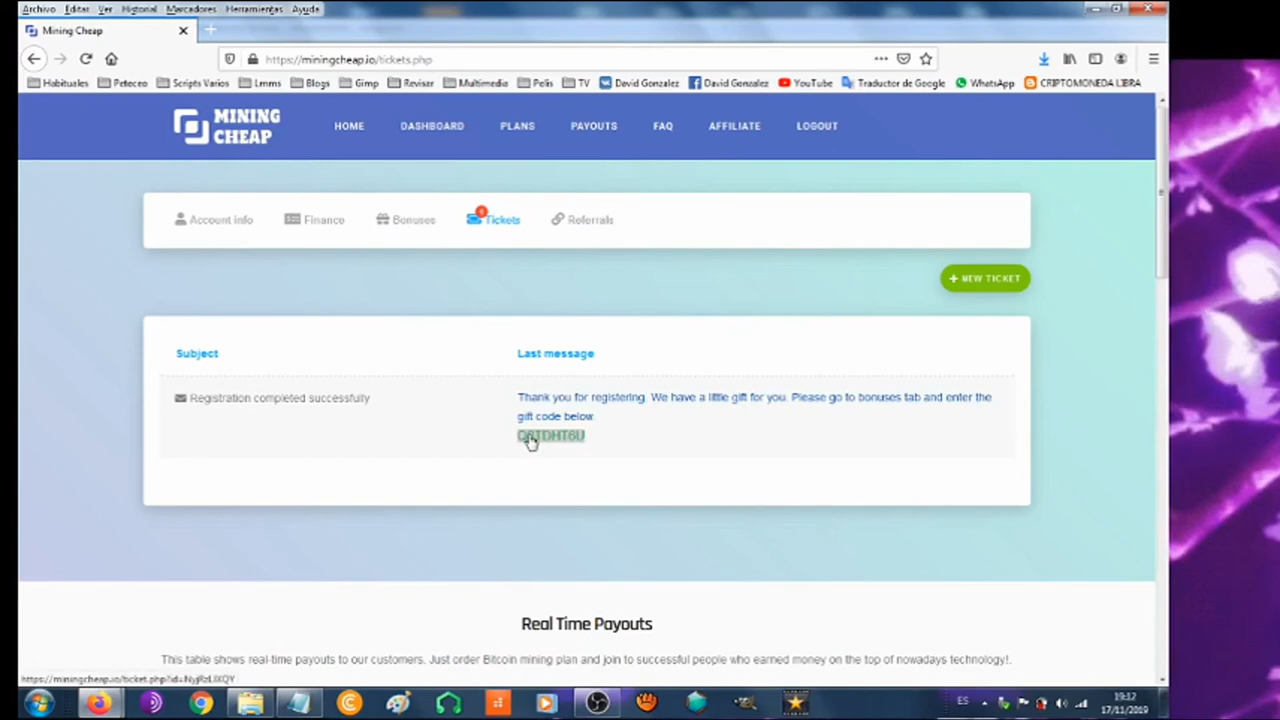 Archivo Editar Ver Historial Marcadores Herramientas Ayuda
Mining Cheap
https://miningcheap.io/tickets.php
Habituales Peteceo Scripts Varios Lmms Blogs Gimp Reviser Multimedia Pelis TV David Gonzalez David Gonzalez YouTube Traductor de Google WhatsApp CRIPTOMONEDA LIBRA
MINING CHEAP
HOME DASHBOARD PLANS PAYOUTS FAQ AFFILIATE LOGOUT
Account info Finance Bonuses Tickets Referrals
+ NEW TICKET
Subject Last message
Registration completed successfully
Thank you for registering. We have a little gift for you. Please go to bonuses tab and enter the
gift code below.
Real Time Payouts
This table shows real-time payouts to our customers. Just order Bitcoin mining plan and join to successful people who earned money on the top of nowadays technology!.
ES
19:12
17/11/2019